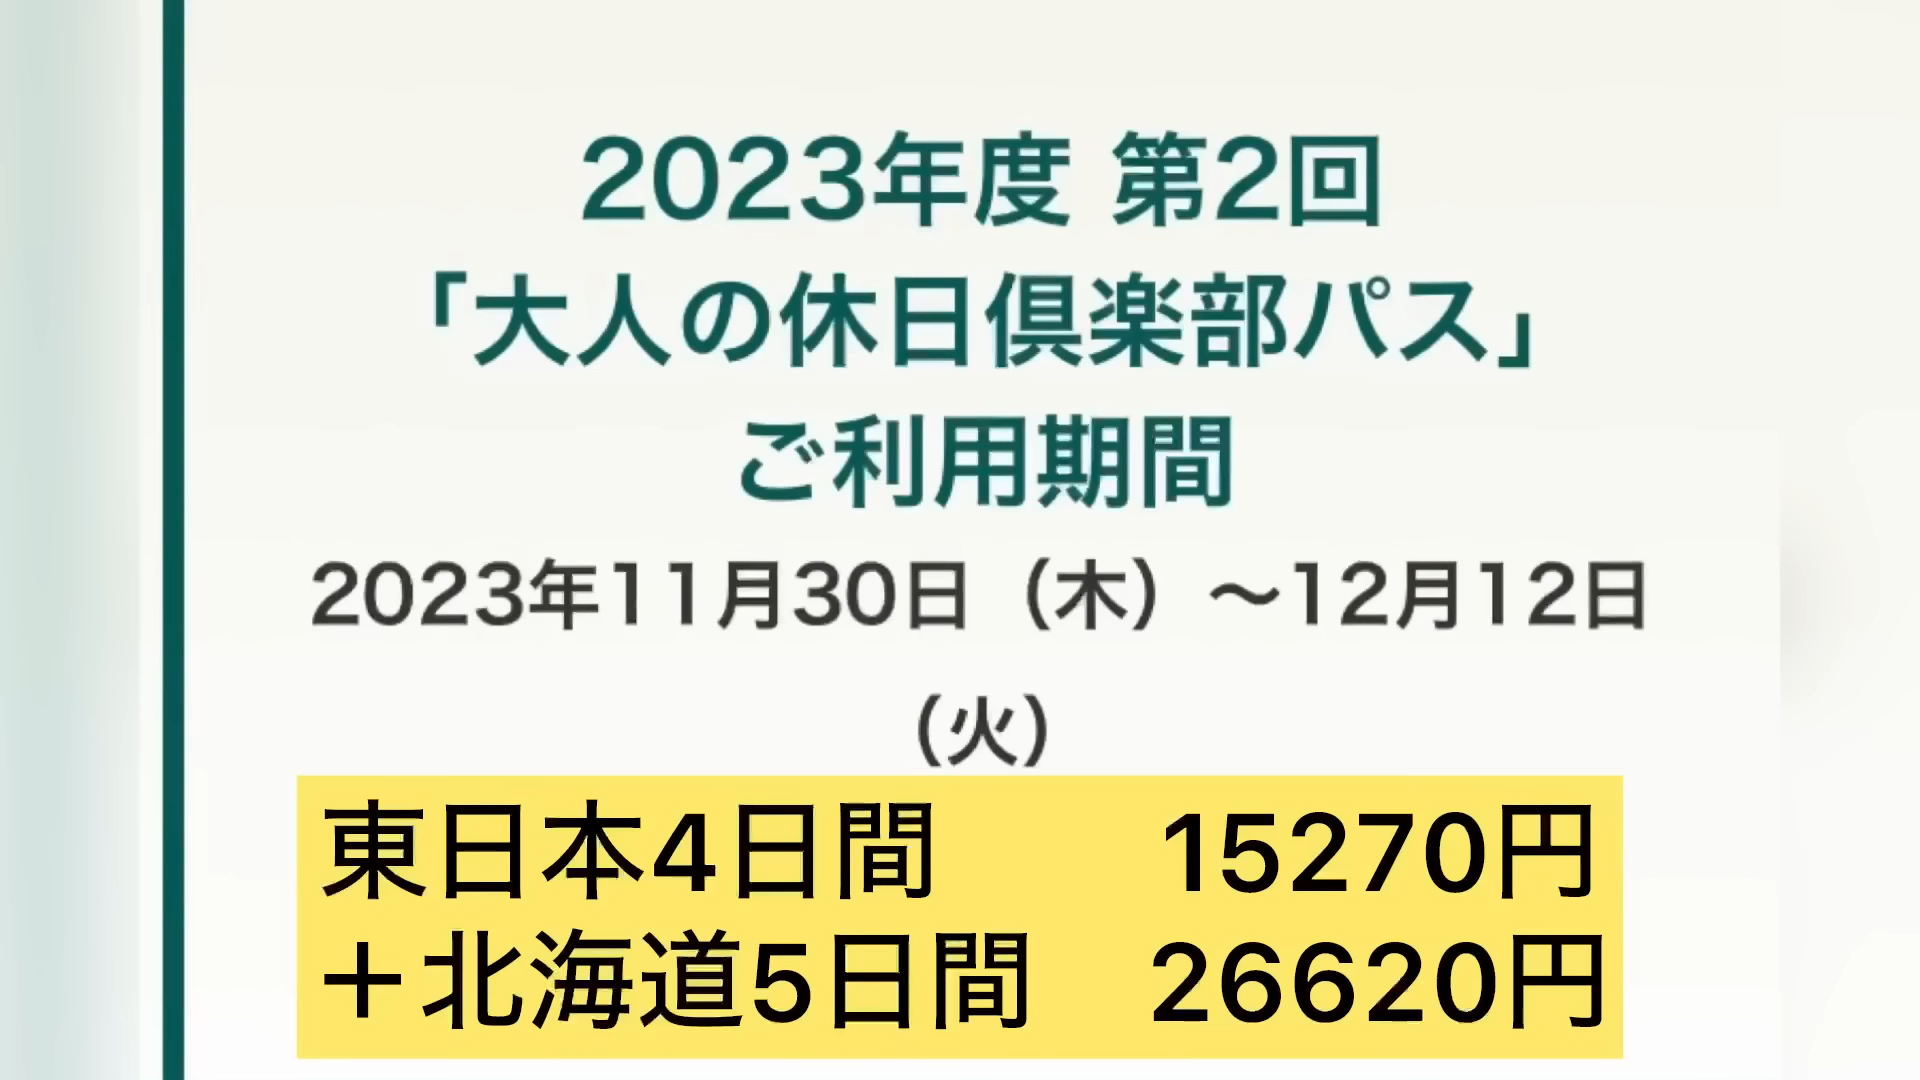 2023年度 第2回
「大人の休日倶楽部パス」
ご利用期間
2023年11月30日（木）〜12月12日
（火）
東日本4日間　　15270円
＋北海道5日間　26620円